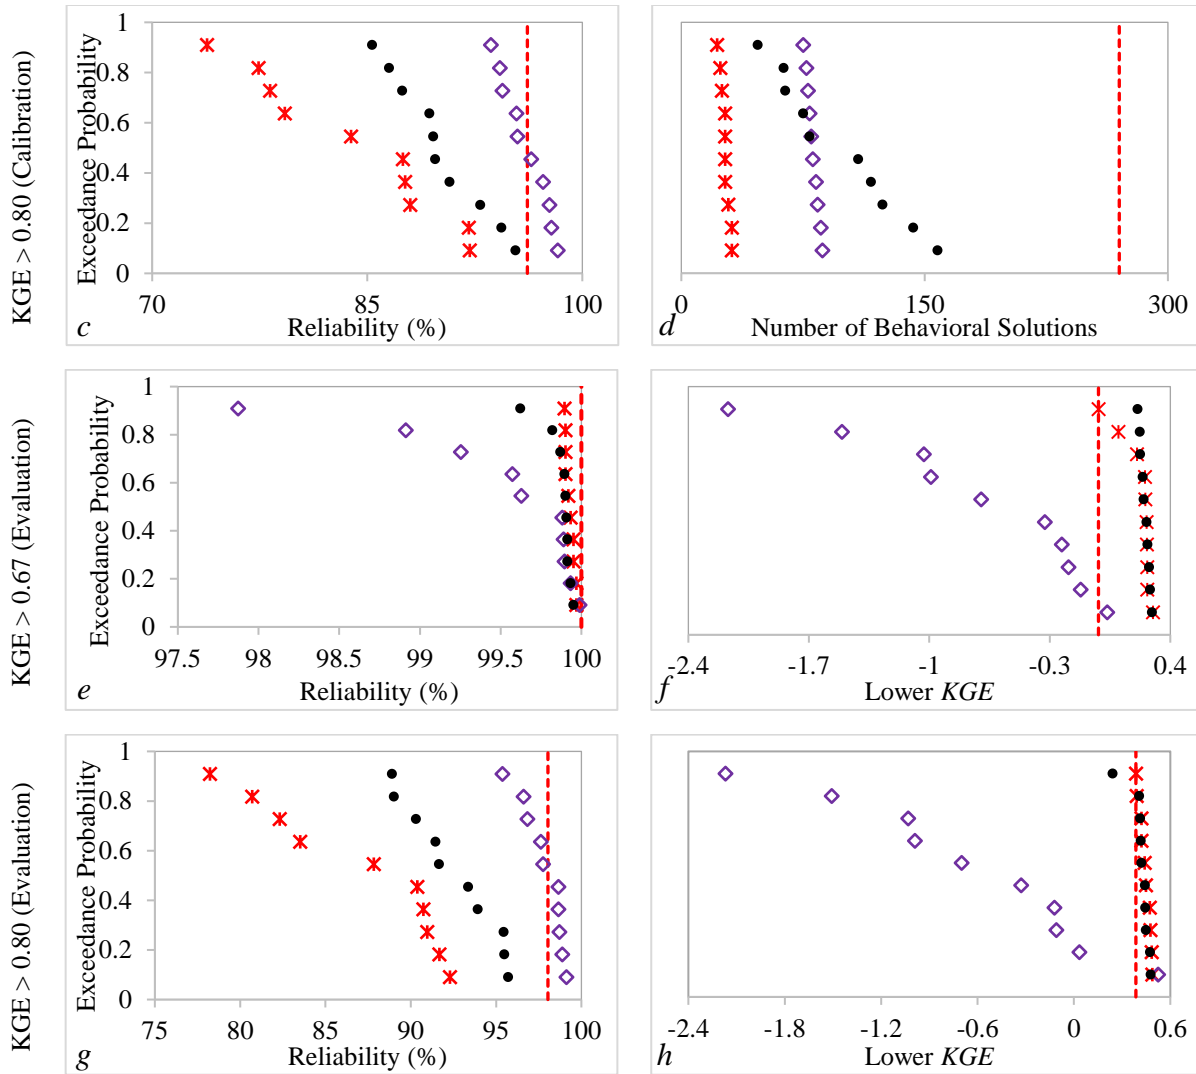 KGE > 0.80 (Calibration)
Exceedance Probability
1
0.8
0.6
0.4
0.2
0
70 85 100
c Reliability (%)
0 150 300
d Number of Behavioral Solutions
KGE > 0.67 (Evaluation)
Exceedance Probability
1
0.8
0.6
0.4
0.2
0
97.5 98 98.5 99 99.5 100
e Reliability (%)
-2.4 -1.7 -1 -0.3 0.4
f Lower KGE
KGE > 0.80 (Evaluation)
Exceedance Probability
1
0.8
0.6
0.4
0.2
0
75 80 85 90 95 100
g Reliability (%)
-2.4 -1.8 -1.2 -0.6 0 0.6
h Lower KGE